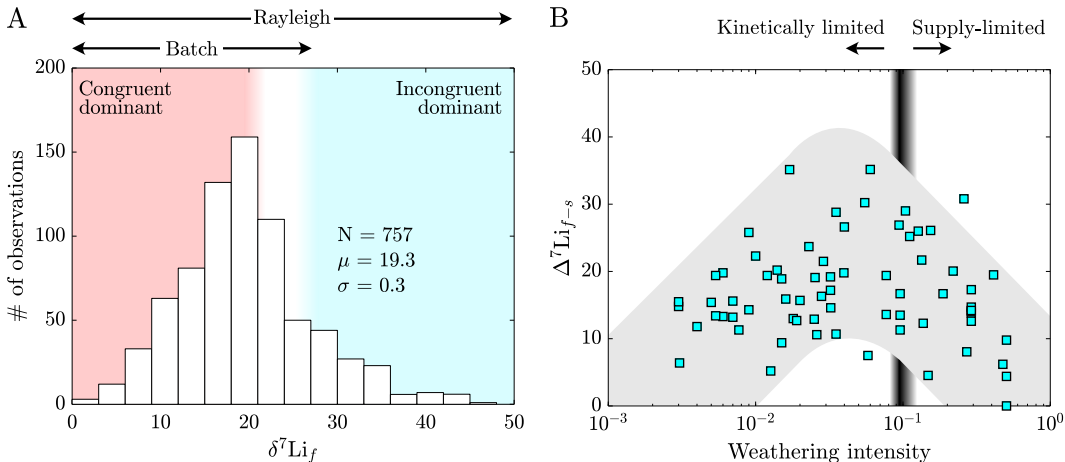 A
Rayleigh
Batch
Congruent
dominant
Incongruent
dominant
N = 757
μ = 19.3
σ = 0.3
200
150
100
50
0
# of observations
0 10 20 30 40 50
δ⁷Li_f
B
Kinetically limited
Supply-limited
50
40
30
20
10
0
Δ⁷Li_{f−s}
10⁻³ 10⁻² 10⁻¹ 10⁰
Weathering intensity